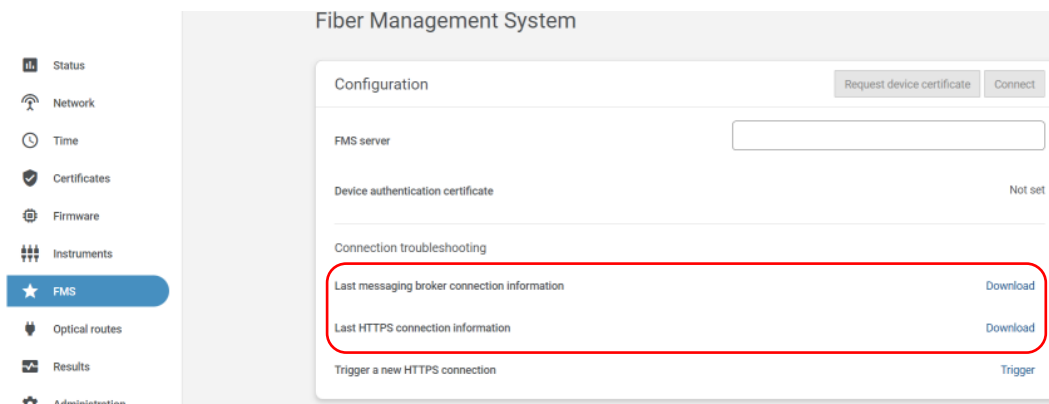 Fiber Management System
Status
Network
Time
Certificates
Firmware
Instruments
FMS
Optical routes
Results
Administration
Configuration
Request device certificate
Connect
FMS server
Device authentication certificate
Not set
Connection troubleshooting
Last messaging broker connection information
Download
Last HTTPS connection information
Download
Trigger a new HTTPS connection
Trigger